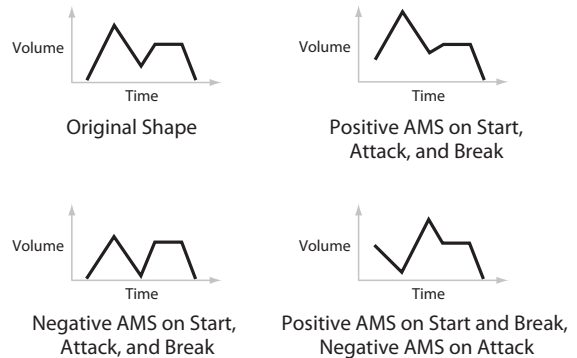 Volume
Time
Original Shape
Volume
Time
Positive AMS on Start,
Attack, and Break
Volume
Time
Negative AMS on Start,
Attack, and Break
Volume
Time
Positive AMS on Start and Break,
Negative AMS on Attack